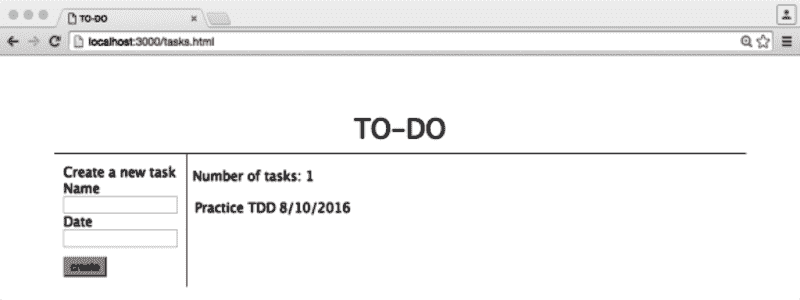 TO-DO
localhost:3000/tasks.html
TO-DO
Create a new task
Name
Date
create
Number of tasks: 1
Practice TDD 8/10/2016